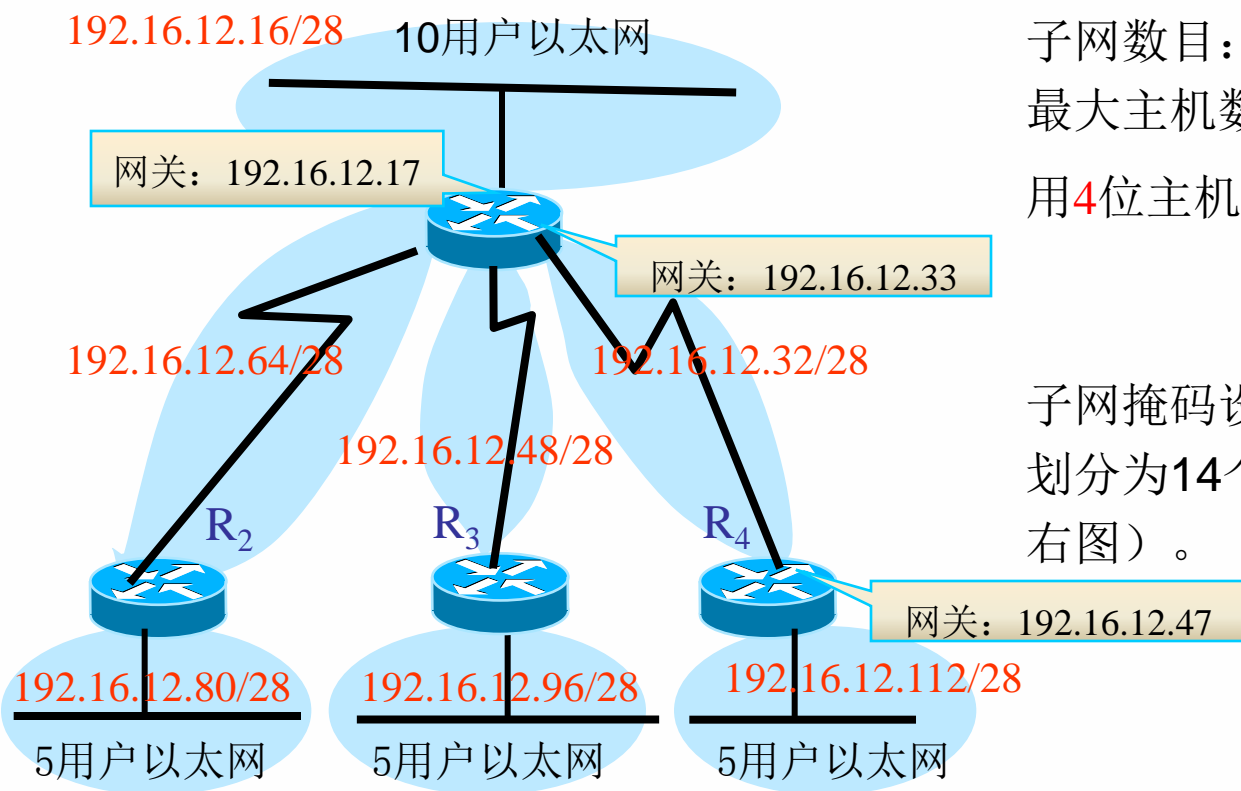 192.16.12.16/28
10用户以太网
网关：192.16.12.17
网关：192.16.12.33
192.16.12.64/28
192.16.12.32/28
192.16.12.48/28
R2
R3
R4
网关：192.16.12.47
192.16.12.80/28
192.16.12.96/28
192.16.12.112/28
5用户以太网
5用户以太网
5用户以太网
子网数目：
最大主机数
用4位主机
子网掩码设
划分为14个
右图）。